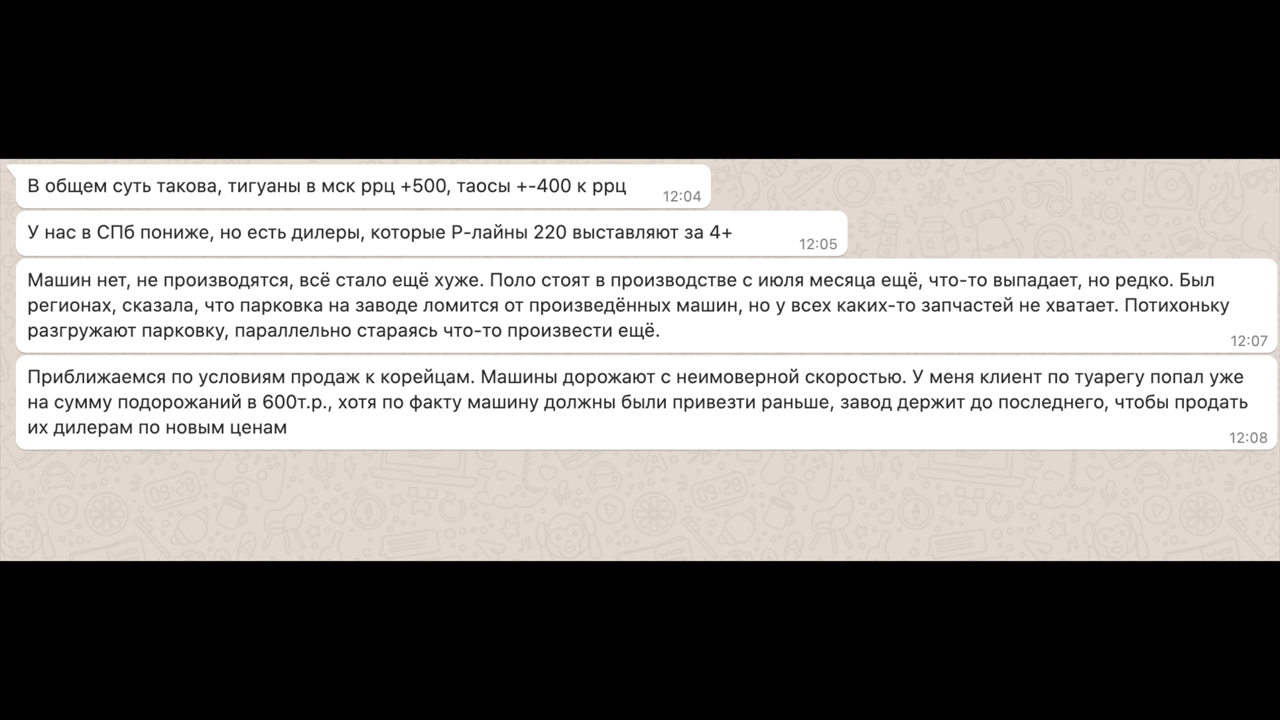 В общем суть такова, тигуаны в мск ррц +500, таосы +-400 к ррц
12:04
У нас в СПб пониже, но есть дилеры, которые Р-лайны 220 выставляют за 4+
12:05
Машин нет, не производятся, всё стало ещё хуже. Поло стоят в производстве с июля месяца ещё, что-то выпадает, но редко. Был
регионах, сказала, что парковка на заводе ломится от произведённых машин, но у всех каких-то запчастей не хватает. Потихоньку
разгружают парковку, параллельно стараясь что-то произвести ещё.
12:07
Приближаемся по условиям продаж к корейцам. Машины дорожают с неимоверной скоростью. У меня клиент по туарегу попал уже
на сумму подорожаний в 600т.р., хотя по факту машину должны были привезти раньше, завод держит до последнего, чтобы продать
их дилерам по новым ценам
12:08